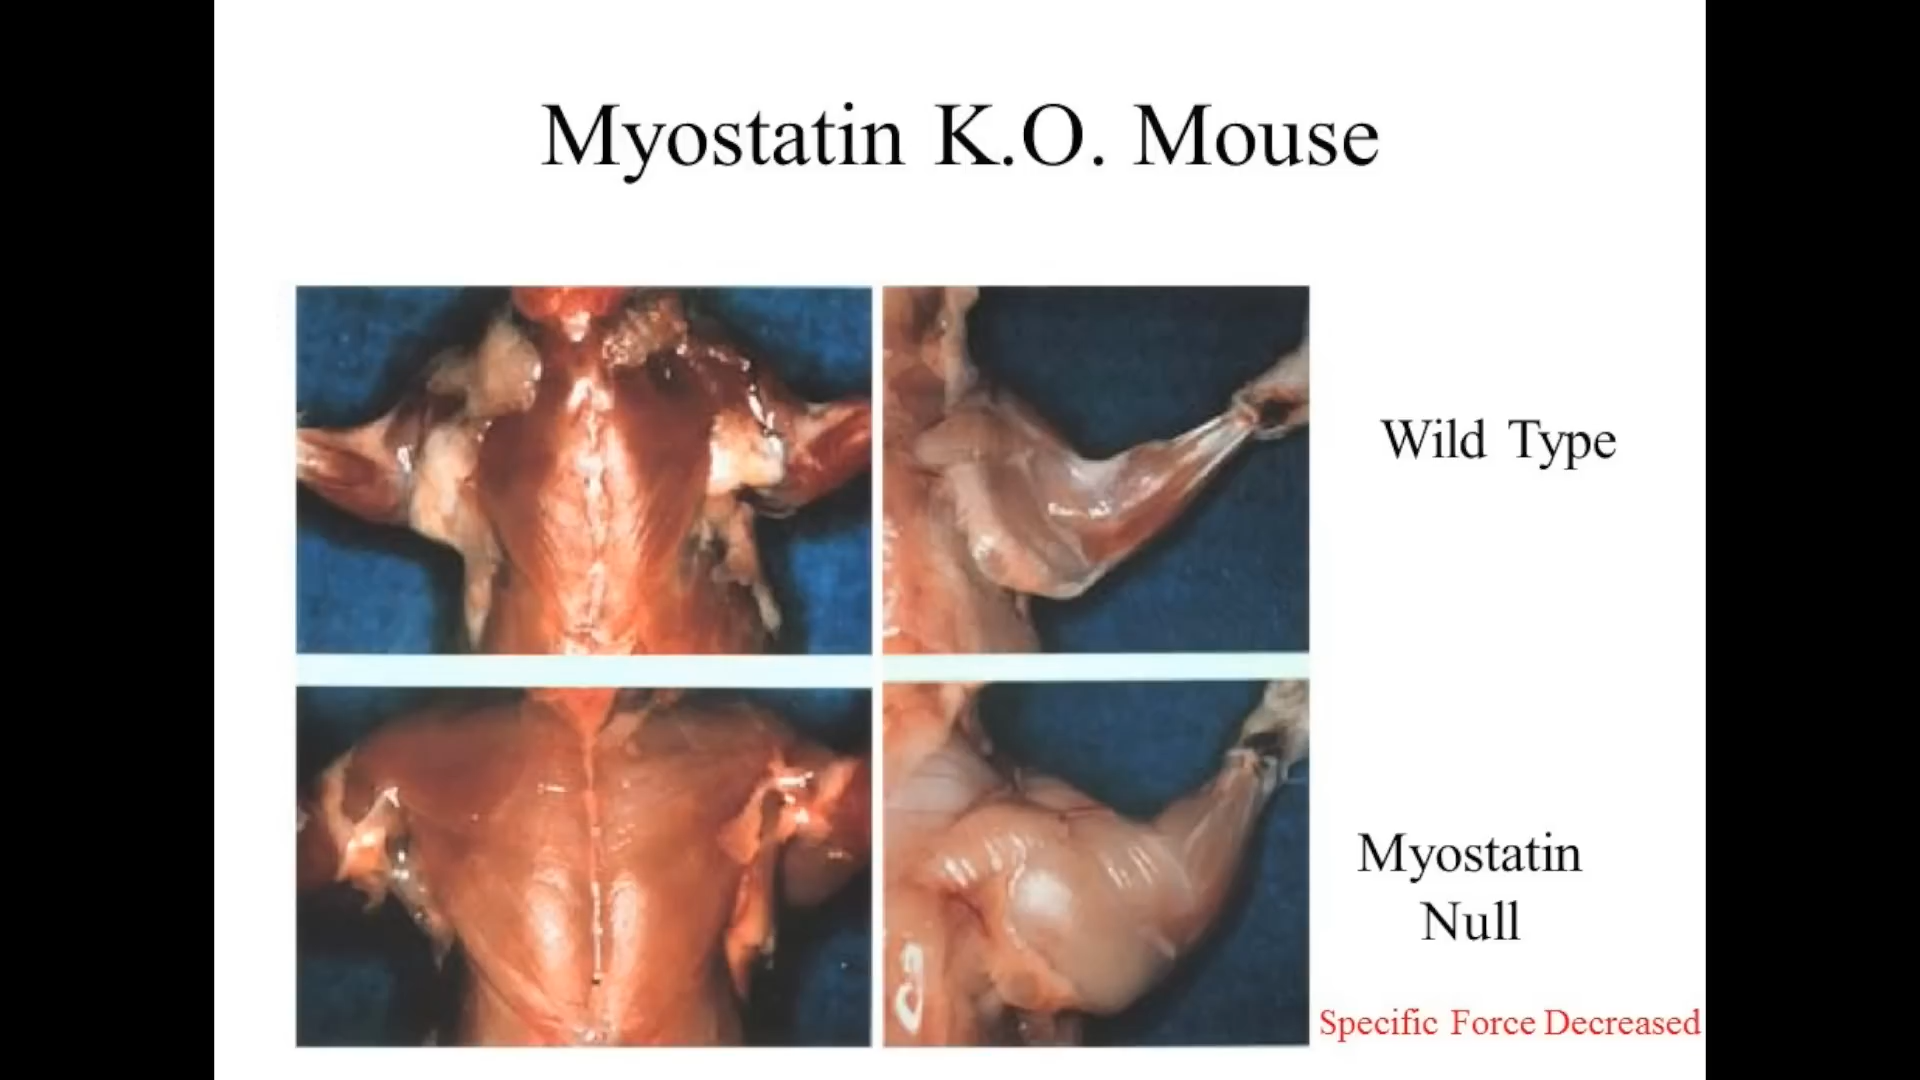 Myostatin K.O. Mouse
Wild Type
Myostatin
Null
Specific Force Decreased